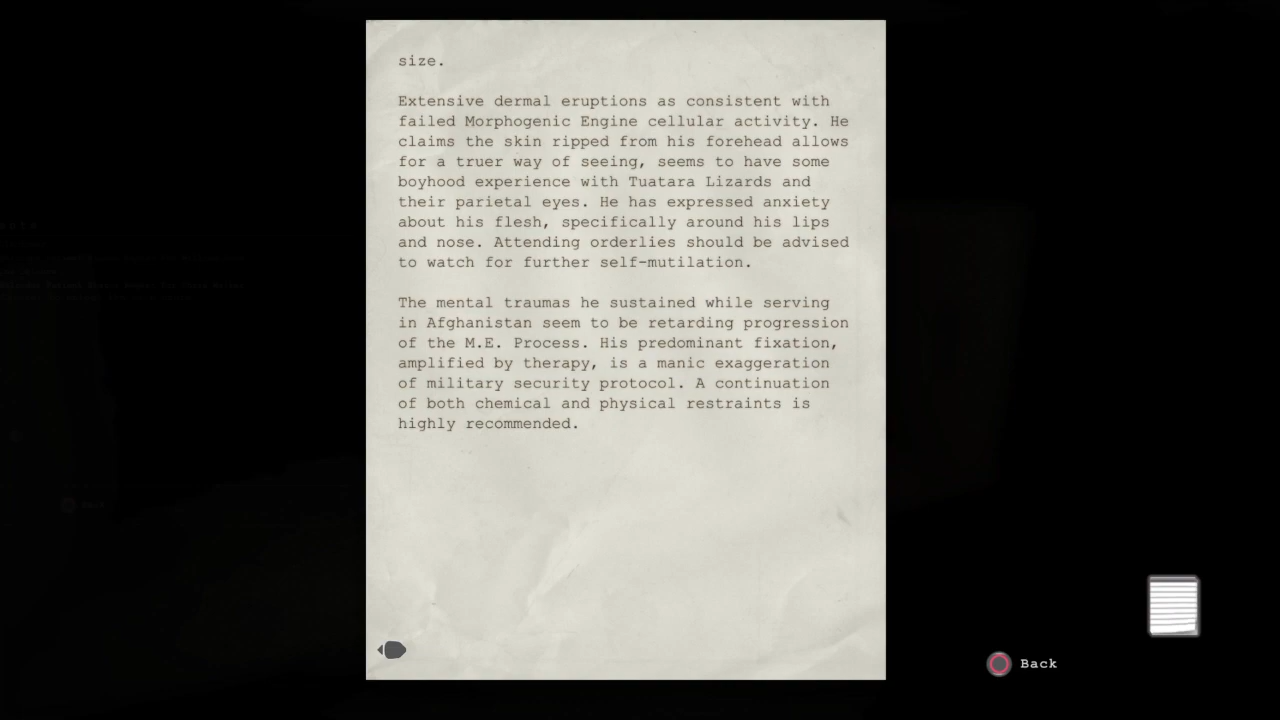 size.
Extensive dermal eruptions as consistent with
failed Morphogenic Engine cellular activity. He
claims the skin ripped from his forehead allows
for a truer way of seeing, seems to have some
boyhood experience with Tuatara Lizards and
their parietal eyes. He has expressed anxiety
about his flesh, specifically around his lips
and nose. Attending orderlies should be advised
to watch for further self-mutilation.
The mental traumas he sustained while serving
in Afghanistan seem to be retarding progression
of the M.E. Process. His predominant fixation,
amplified by therapy, is a manic exaggeration
of military security protocol. A continuation
of both chemical and physical restraints is
highly recommended.
Back